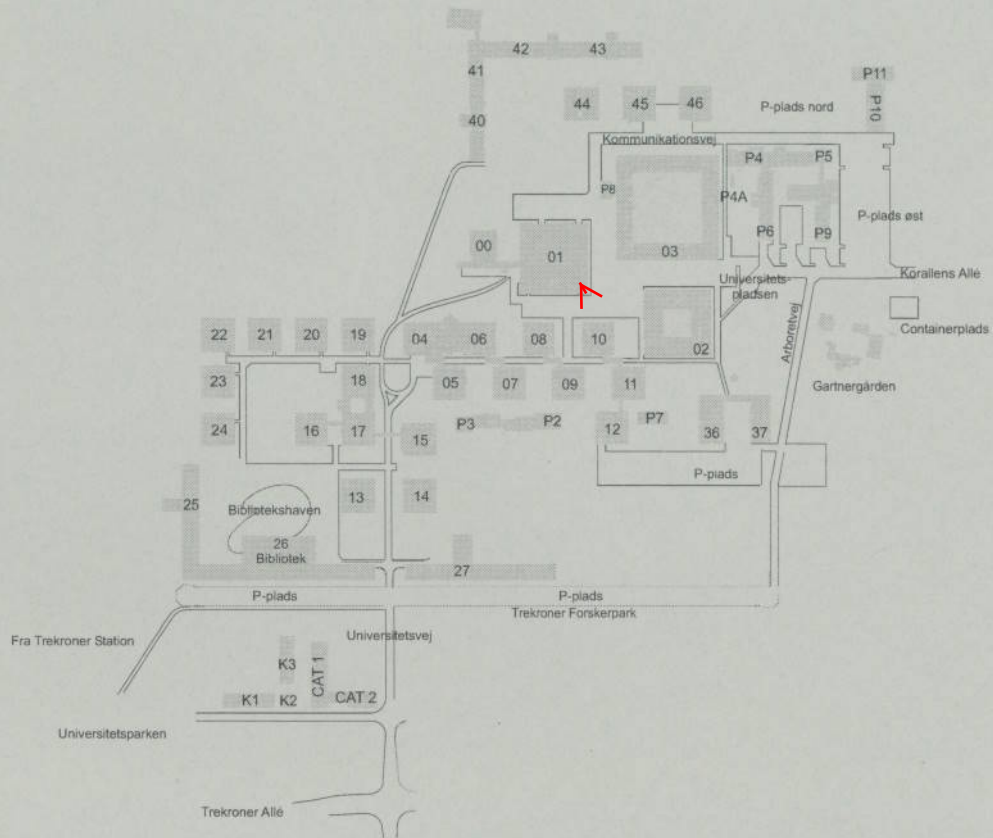 42
43
41
P11
P10
44
45
46
P-plads nord
40
Kommunikationsvej
P4
P5
P8
P4A
P-plads øst
P6
P9
00
01
03
Universitets-
pladsen
Korallens Allé
Arboretvej
Containerplads
22
21
20
19
04
06
08
10
02
23
18
05
07
09
11
Gartnergården
24
16
17
15
P3
P2
12
P7
36
37
P-plads
25
13
14
Bibliotekshaven
26
Bibliotek
27
P-plads
P-plads
Trekroner Forskerpark
Fra Trekroner Station
Universitetsvej
K3
CAT 1
K1
K2
CAT 2
Universitetsparken
Trekroner Allé